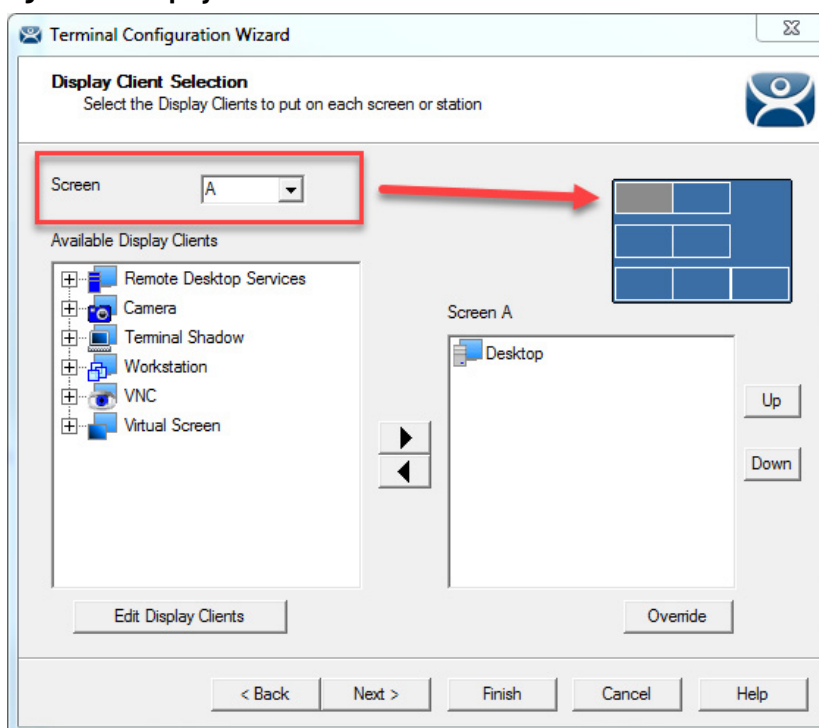 Terminal Configuration Wizard
Display Client Selection
Select the Display Clients to put on each screen or station
Screen
A
Available Display Clients
Remote Desktop Services
Camera
Terminal Shadow
Workstation
VNC
Virtual Screen
Screen A
Desktop
Up
Down
Edit Display Clients
Override
< Back
Next >
Finish
Cancel
Help